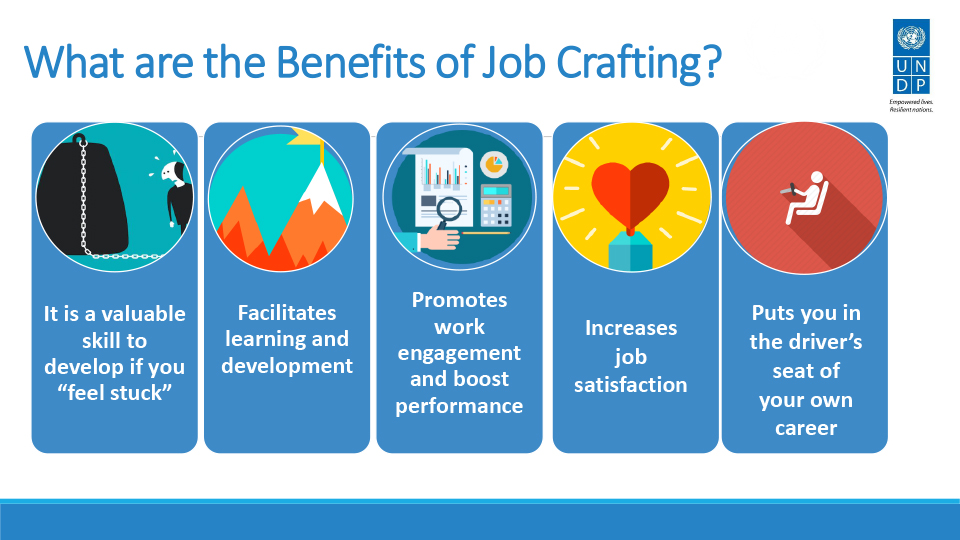 What are the Benefits of Job Crafting?
U N
D P
Empowered lives.
Resilient nations.
It is a valuable
skill to
develop if you
“feel stuck”
Facilitates
learning and
development
Promotes
work
engagement
and boost
performance
Increases
job
satisfaction
Puts you in
the driver’s
seat of
your own
career